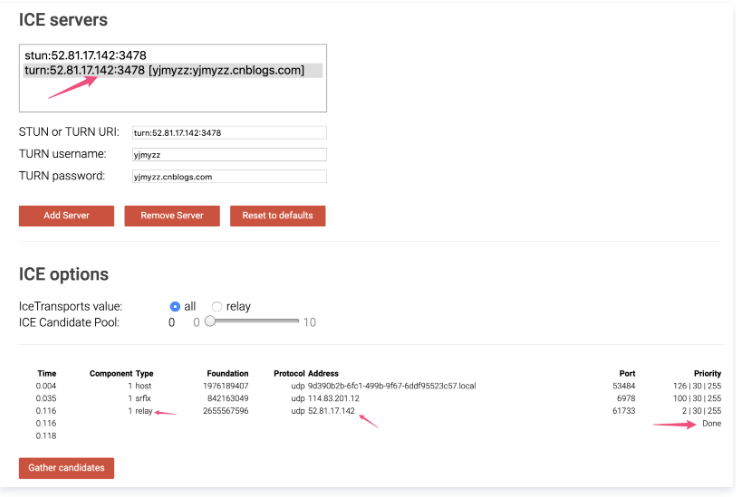 ICE servers
stun:52.81.17.142:3478
turn:52.81.17.142:3478 [yjmyzz:yjmyzz.cnblogs.com]
STUN or TURN URI: turn:52.81.17.142:3478
TURN username: yjmyzz
TURN password: yjmyzz.cnblogs.com
Add Server Remove Server Reset to defaults
ICE options
IceTransports value: all relay
ICE Candidate Pool: 0 0 10
Time Component Type Foundation Protocol Address Port Priority
0.004 1 host 1976189407 udp 9d390b2b-6fc1-499b-9f67-6ddf95523c57.local 53484 126 | 30 | 255
0.035 1 srflx 842163049 udp 114.83.201.12 6978 100 | 30 | 255
0.116 1 relay 2655567596 udp 52.81.17.142 61733 2 | 30 | 255
0.116 Done
0.118
Gather candidates